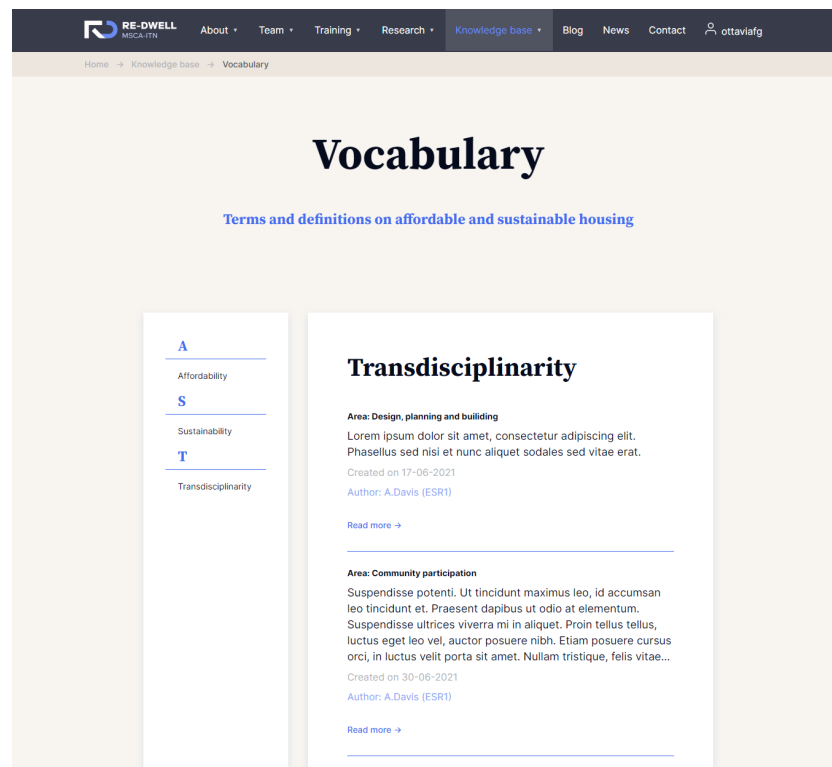 RE-DWELL
MSCA-ITN
About ▾ Team ▾ Training ▾ Research ▾ Knowledge base ▾ Blog News Contact ottaviafg
Home → Knowledge base → Vocabulary
Vocabulary
Terms and definitions on affordable and sustainable housing
A
Affordability
S
Sustainability
T
Transdisciplinarity
Transdisciplinarity
Area: Design, planning and builiding
Lorem ipsum dolor sit amet, consectetur adipiscing elit.
Phasellus sed nisi et nunc aliquet sodales sed vitae erat.
Created on 17-06-2021
Author: A.Davis (ESR1)
Read more →
Area: Community participation
Suspendisse potenti. Ut tincidunt maximus leo, id accumsan
leo tincidunt et. Praesent dapibus ut odio at elementum.
Suspendisse ultrices viverra mi in aliquet. Proin tellus tellus,
luctus eget leo vel, auctor posuere nibh. Etiam posuere cursus
orci, in luctus velit porta sit amet. Nullam tristique, felis vitae...
Created on 30-06-2021
Author: A.Davis (ESR1)
Read more →